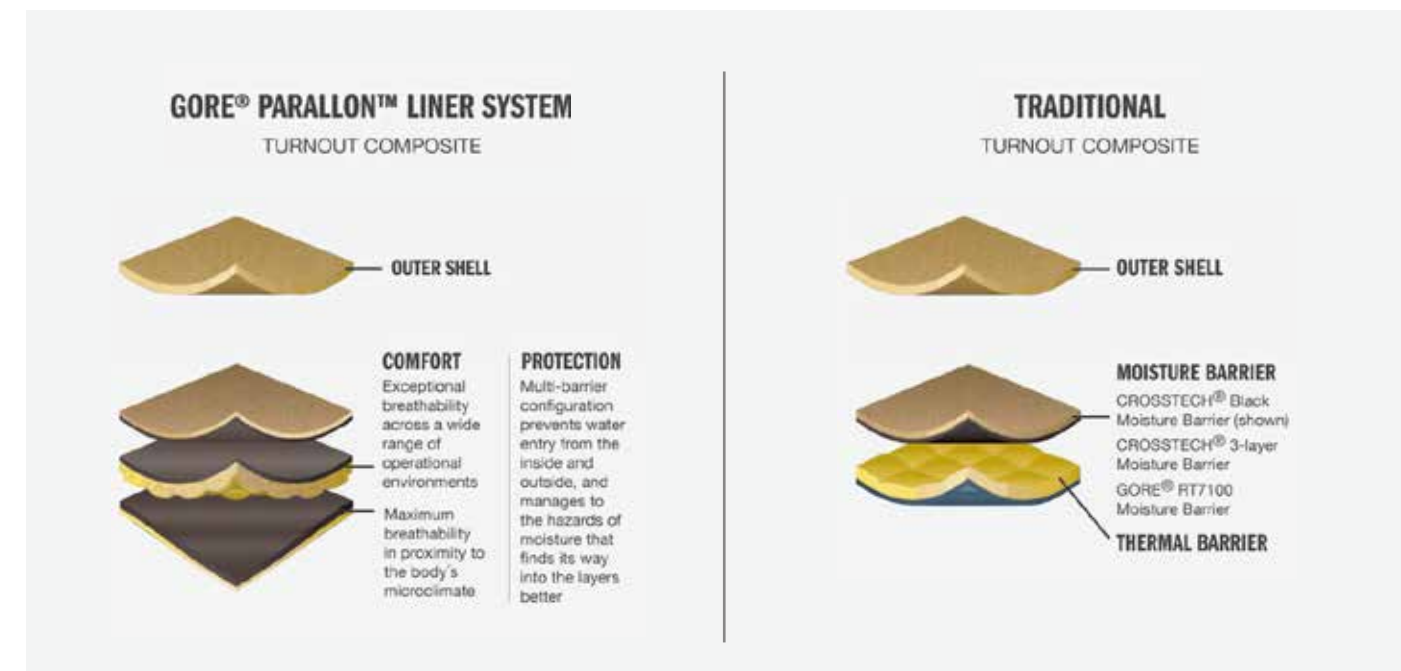 GORE® PARALLON™ LINER SYSTEM
TURNOUT COMPOSITE
OUTER SHELL
COMFORT
Exceptional
breathability
across a wide
range of
operational
environments
Maximum
breathability
in proximity to
the body's
microclimate
PROTECTION
Multi-barrier
configuration
prevents water
entry from the
inside and
outside, and
manages to
the hazards of
moisture that
finds its way
into the layers
better
TRADITIONAL
TURNOUT COMPOSITE
OUTER SHELL
MOISTURE BARRIER
CROSSTECH® Black
Moisture Barrier (shown)
CROSSTECH® 3-layer
Moisture Barrier
GORE® RT7100
Moisture Barrier
THERMAL BARRIER